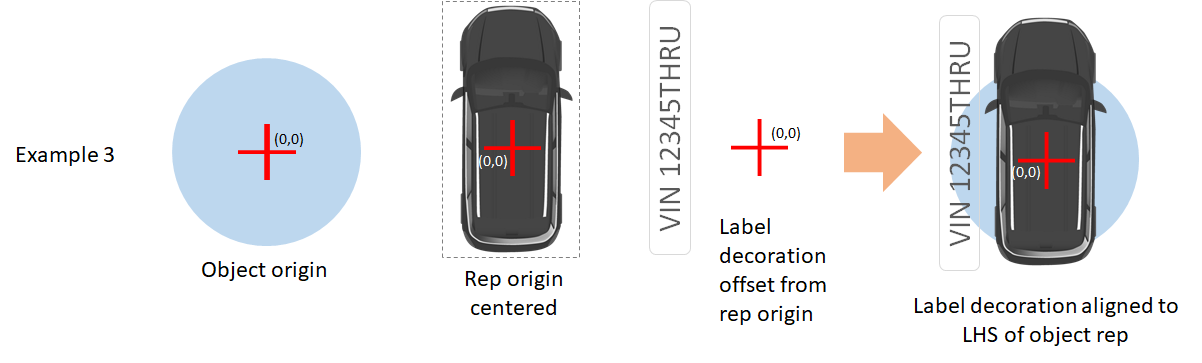 Example 3
(0,0)
Object origin
(0,0)
Rep origin
centered
VIN 12345THRU
(0,0)
Label
decoration
offset from
rep origin
VIN 12345THRU
(0,0)
Label decoration aligned to
LHS of object rep